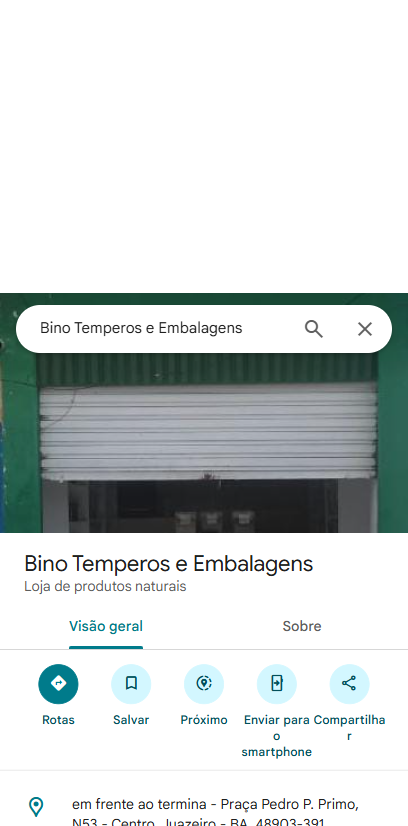 Bino Temperos e Embalagens
Bino Temperos e Embalagens
Loja de produtos naturais
Visão geral
Sobre
Rotas
Salvar
Próximo
Enviar para o smartphone
Compartilhar
em frente ao termina - Praça Pedro P. Primo,
N53 - Centro, Juazeiro - BA, 48903-391